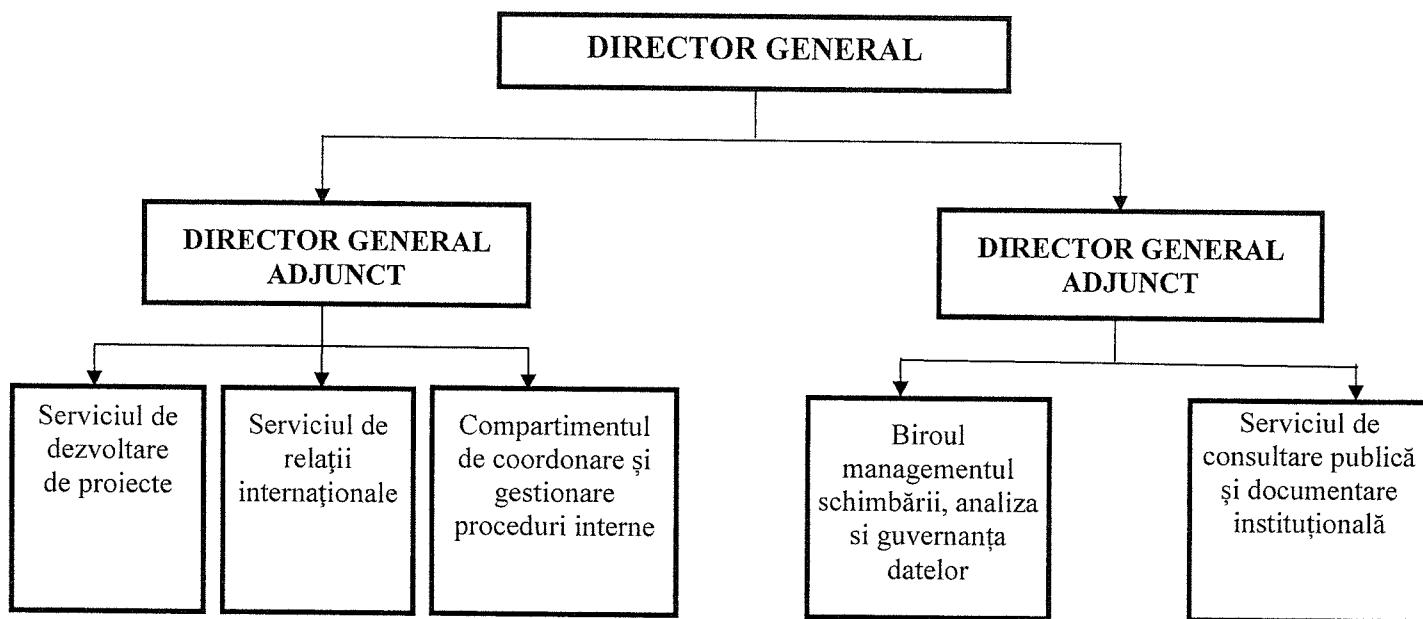 DIRECTOR GENERAL
DIRECTOR GENERAL
ADJUNCT
DIRECTOR GENERAL
ADJUNCT
Serviciul de
dezvoltare
de proiecte
Serviciul de
relații
internaționale
Compartimentul
de coordonare și
gestionare
proceduri interne
Biroul
managementul
schimbării, analiza
si guvernanța
datelor
Serviciul de
consultare publică
și documentare
instituțională